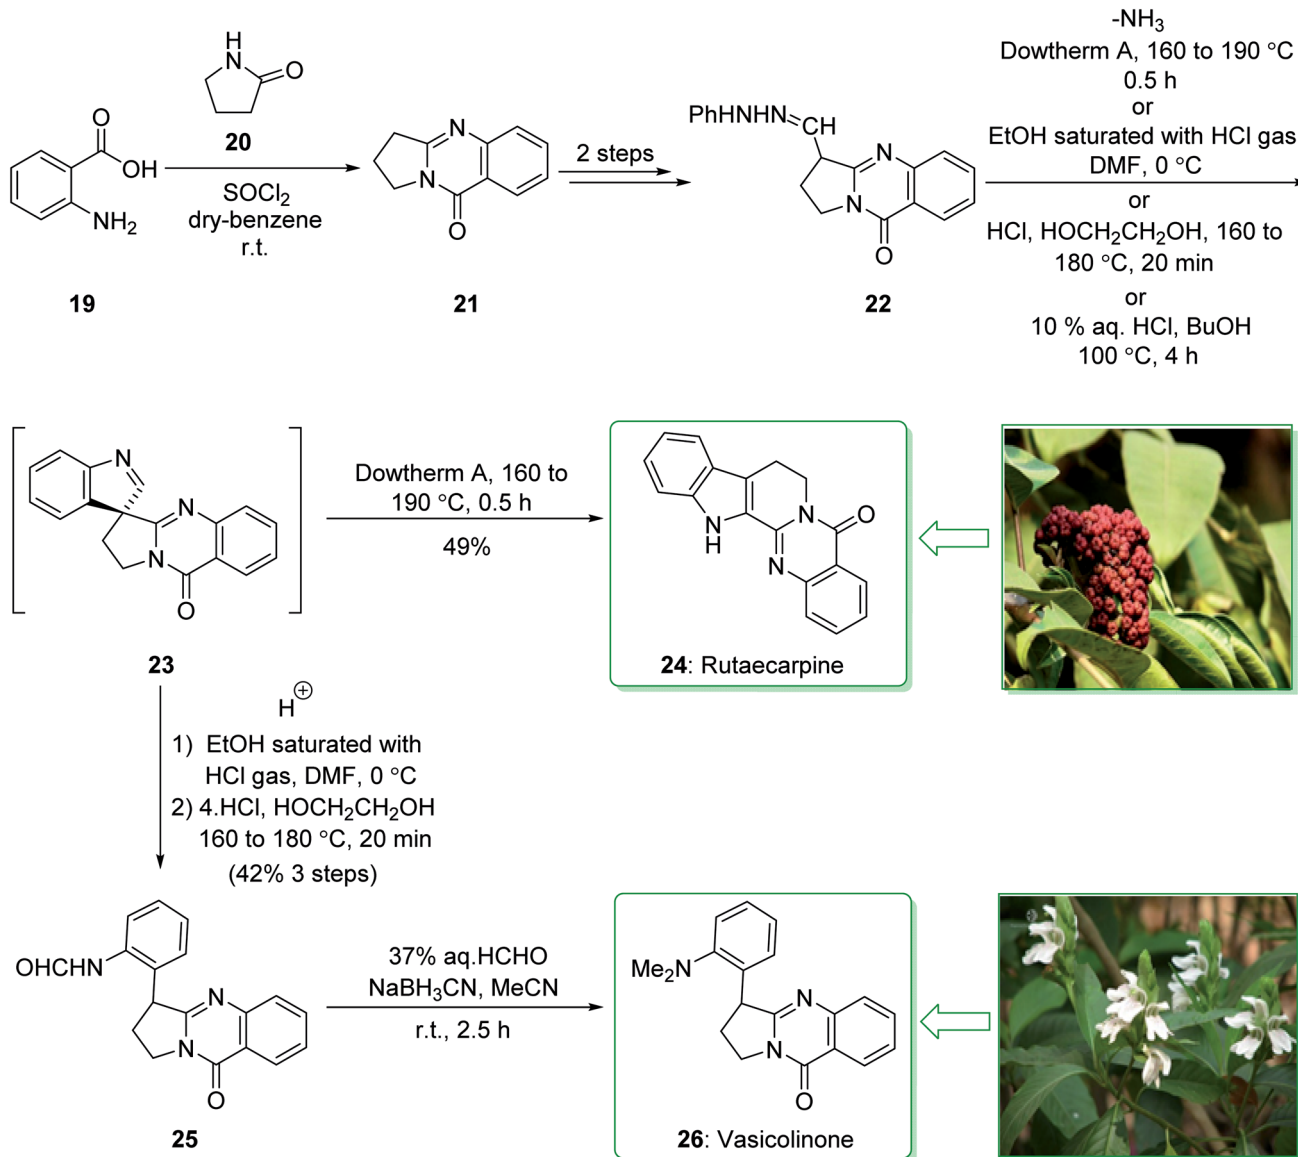 H
N
O
20
O
OH
NH₂
19
SOCl₂
dry-benzene
r.t.
N
N
O
21
2 steps
PhHNHN
CH
N
N
O
22
-NH₃
Dowtherm A, 160 to 190 °C
0.5 h
or
EtOH saturated with HCl gas
DMF, 0 °C
or
HCl, HOCH₂CH₂OH, 160 to
180 °C, 20 min
or
10 % aq. HCl, BuOH
100 °C, 4 h
N
N
N
O
23
Dowtherm A, 160 to
190 °C, 0.5 h
49%
N
H
N
O
N
24: Rutaecarpine
H⊕
1) EtOH saturated with
HCl gas, DMF, 0 °C
2) 4.HCl, HOCH₂CH₂OH
160 to 180 °C, 20 min
(42% 3 steps)
OHCHN
N
N
O
25
37% aq.HCHO
NaBH₃CN, MeCN
r.t., 2.5 h
Me₂N
N
N
O
26: Vasicolinone